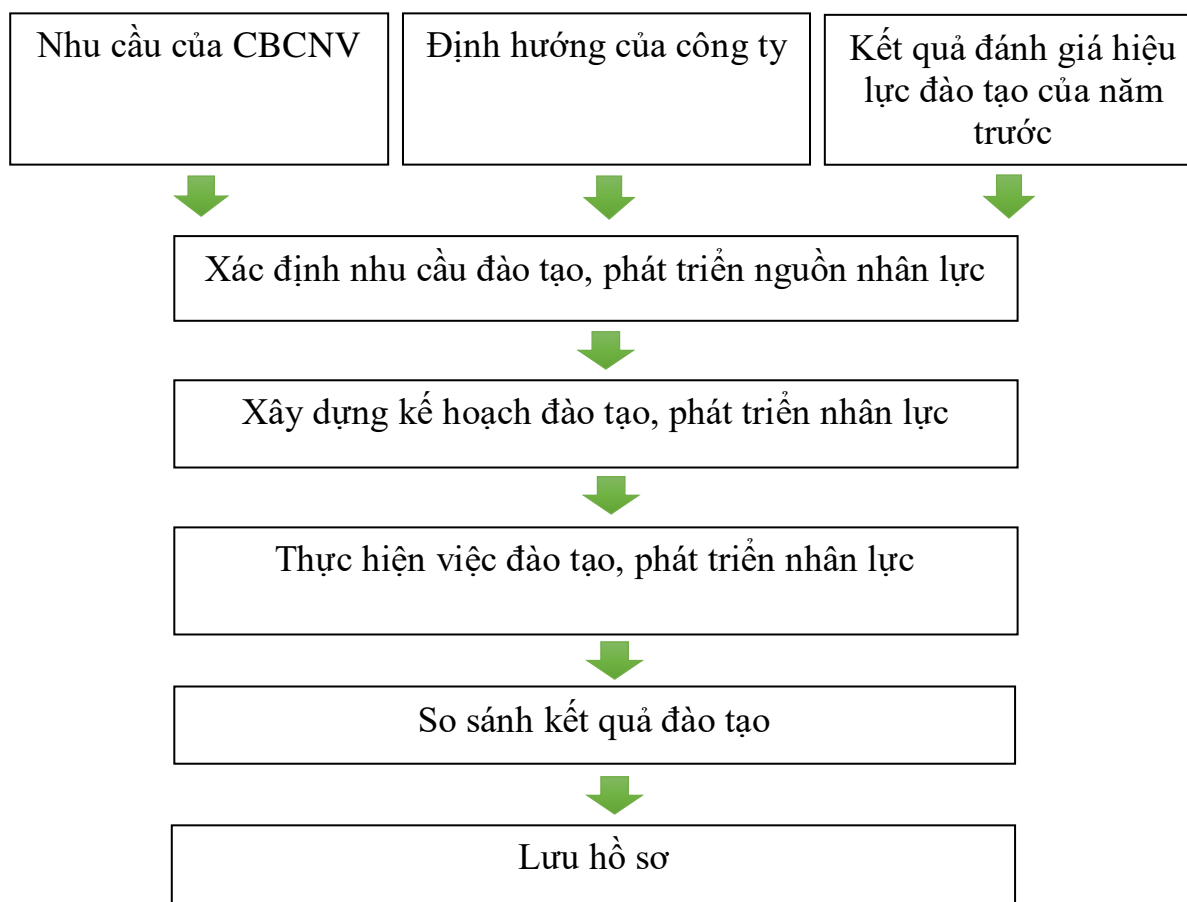 Nhu cầu của CBCNV
Định hướng của công ty
Kết quả đánh giá hiệu
lực đào tạo của năm
trước
Xác định nhu cầu đào tạo, phát triển nguồn nhân lực
Xây dựng kế hoạch đào tạo, phát triển nhân lực
Thực hiện việc đào tạo, phát triển nhân lực
So sánh kết quả đào tạo
Lưu hồ sơ